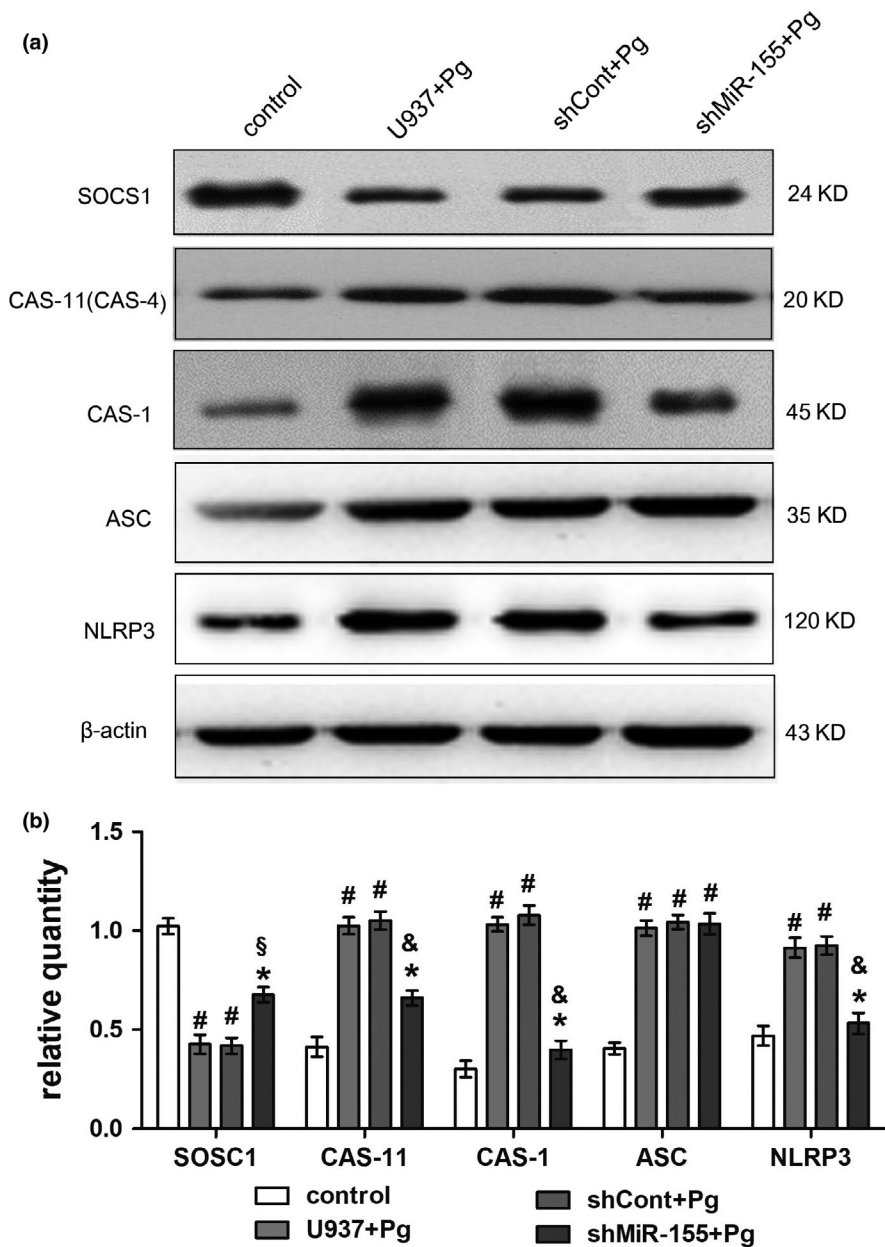 (a)
control U937+Pg shCont+Pg shMiR-155+Pg
SOCS1 24 KD
CAS-11(CAS-4) 20 KD
CAS-1 45 KD
ASC 35 KD
NLRP3 120 KD
β-actin 43 KD
(b)
relative quantity
1.5
1.0
0.5
0.0
# # § *
# # & *
# # & *
# # #
# # & *
SOSC1 CAS-11 CAS-1 ASC NLRP3
control shCont+Pg
U937+Pg shMiR-155+Pg